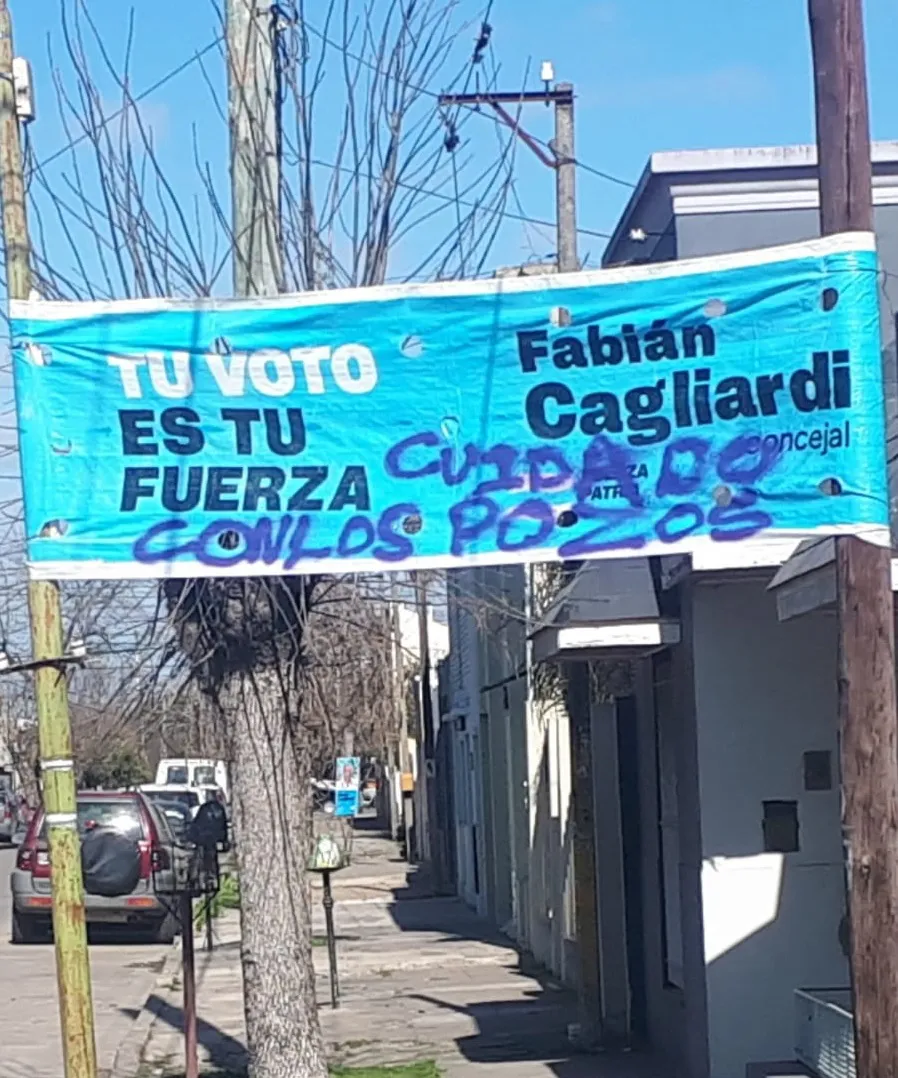 TU VOTO
ES TU
FUERZA
Fabián
Cagliardi
concejal
CUIDADO
CON LOS POZOS